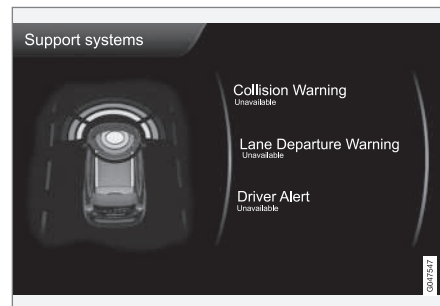 Support systems
Collision Warning
Unavailable
Lane Departure Warning
Unavailable
Driver Alert
Unavailable
G047547